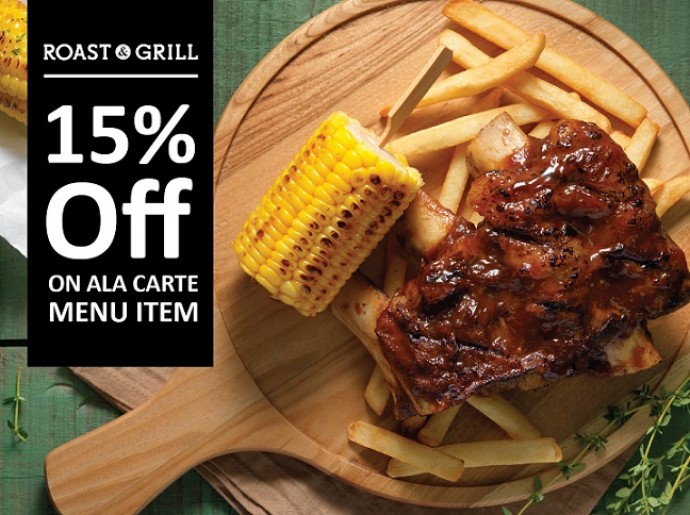 ROAST & GRILL
15%
Off
ON ALA CARTE
MENU ITEM